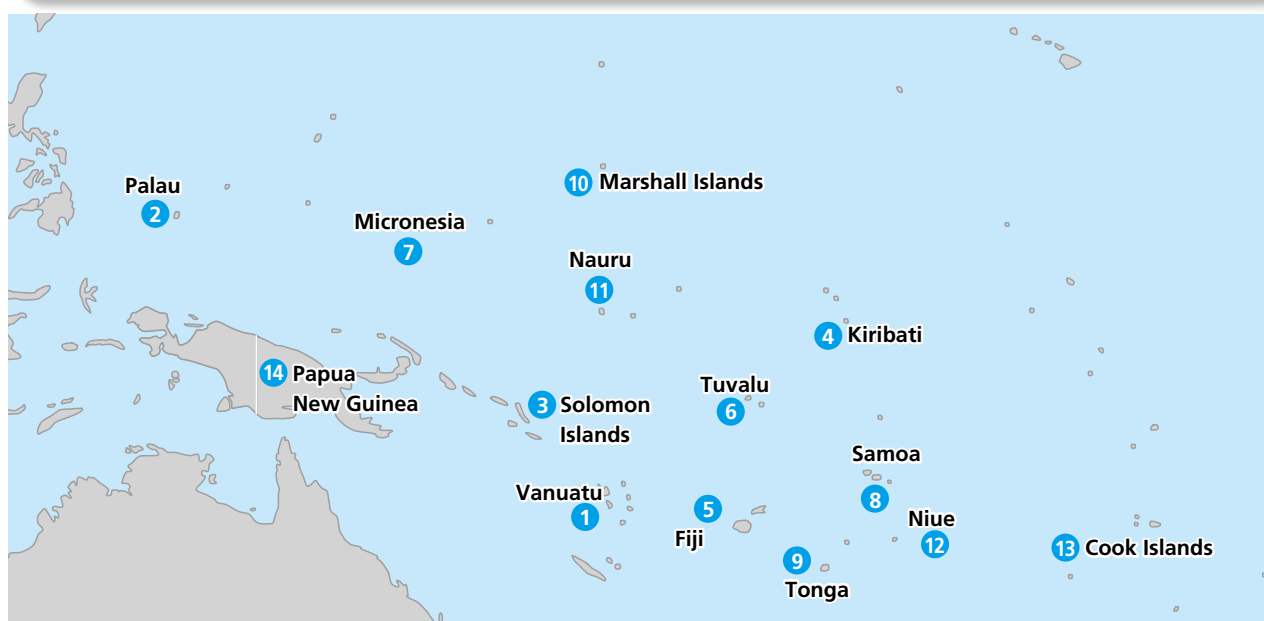 10 Marshall Islands
Palau
2
Micronesia
7
Nauru
11
4 Kiribati
14 Papua
New Guinea
Tuvalu
6
3 Solomon
Islands
Samoa
8
Vanuatu
1
5
Fiji
Niue
12
13 Cook Islands
9
Tonga